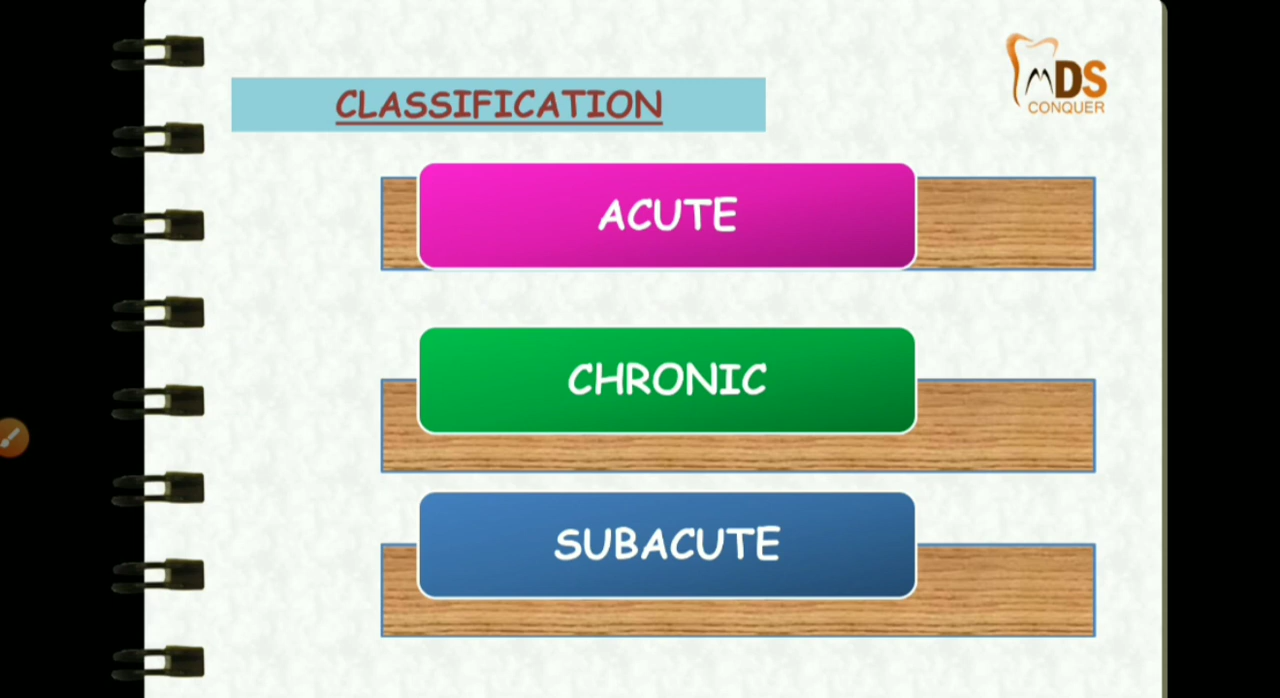 MDS
CONQUER
CLASSIFICATION
ACUTE
CHRONIC
SUBACUTE